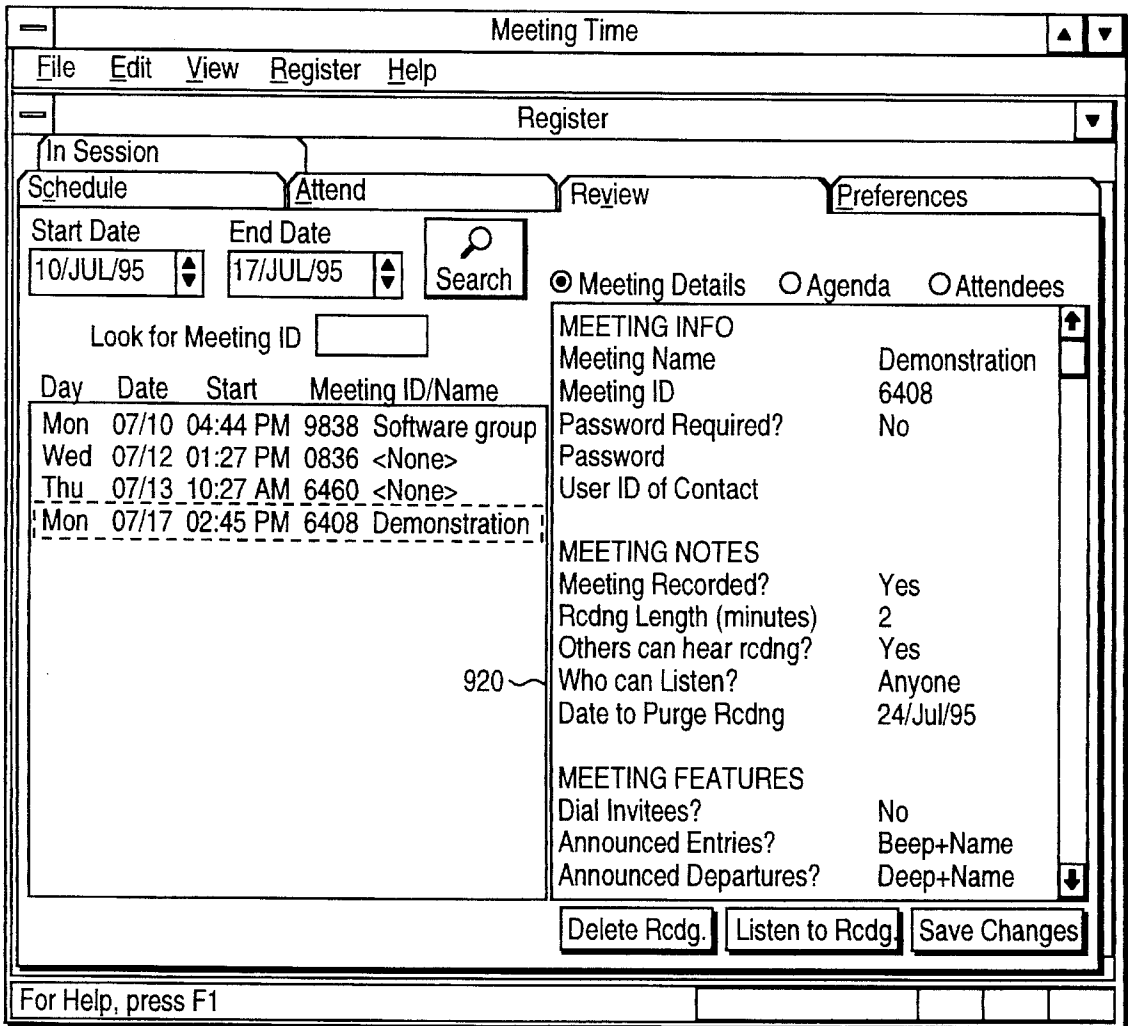 Meeting Time
File Edit View Register Help
Register
In Session
Schedule Attend Review Preferences
Start Date End Date
10/JUL/95 17/JUL/95 Search
Look for Meeting ID
Day Date Start Meeting ID/Name
Mon 07/10 04:44 PM 9838 Software group
Wed 07/12 01:27 PM 0836 <None>
Thu 07/13 10:27 AM 6460 <None>
Mon 07/17 02:45 PM 6408 Demonstration
920
Meeting Details Agenda Attendees
MEETING INFO
Meeting Name Demonstration
Meeting ID 6408
Password Required? No
Password
User ID of Contact
MEETING NOTES
Meeting Recorded? Yes
Rcdng Length (minutes) 2
Others can hear rcdng? Yes
Who can Listen? Anyone
Date to Purge Rcdng 24/Jul/95
MEETING FEATURES
Dial Invitees? No
Announced Entries? Beep+Name
Announced Departures? Deep+Name
Delete Rcdg. Listen to Rcdg. Save Changes
For Help, press F1